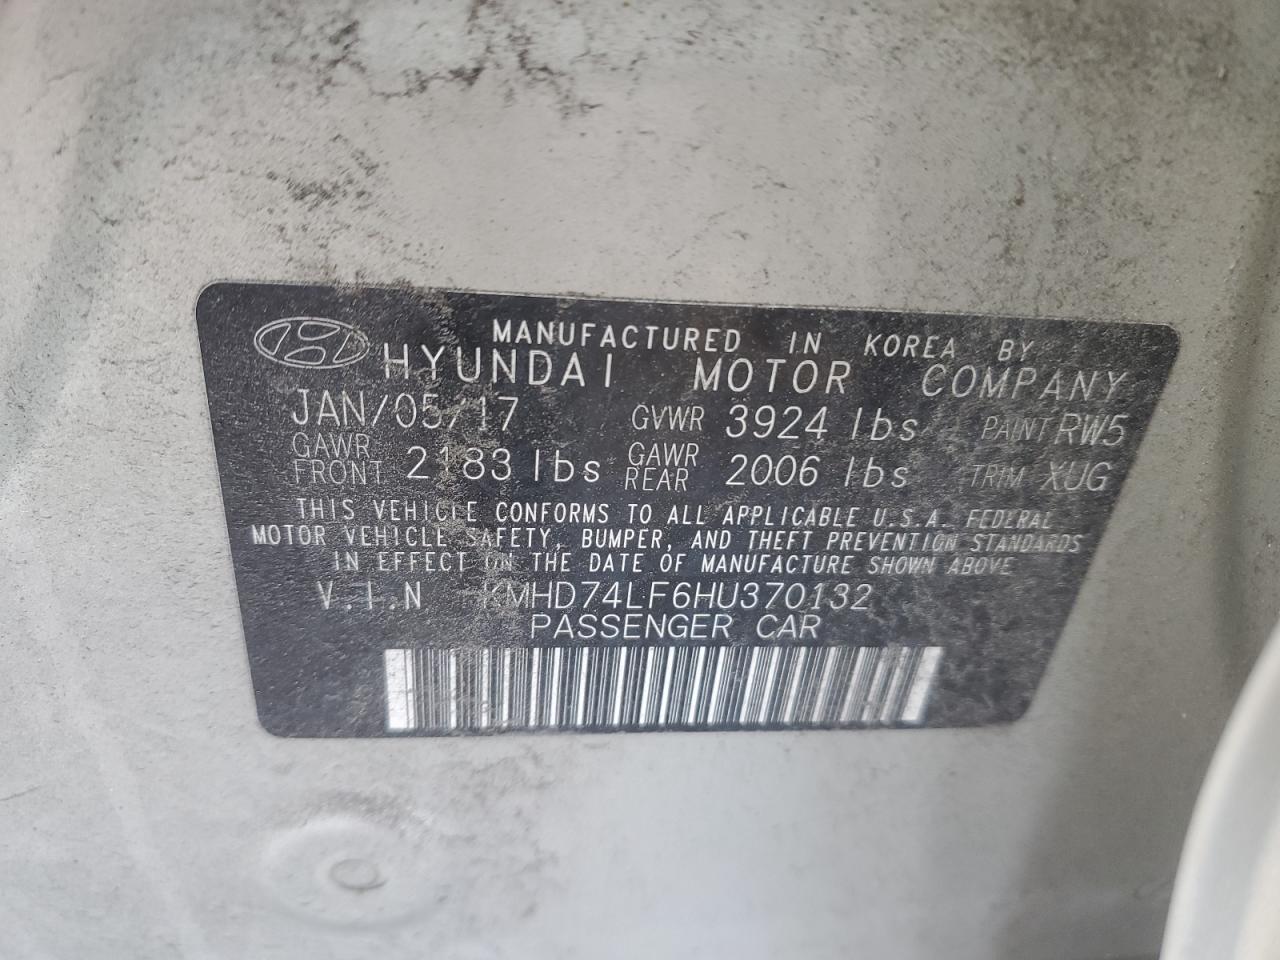 MANUFACTURED IN KOREA BY
HYUNDAI MOTOR COMPANY
JAN/05/17 GVWR 3924 lbs PAINT RW5
GAWR FRONT 2183 lbs GAWR REAR 2006 lbs TRIM XUG
THIS VEHICLE CONFORMS TO ALL APPLICABLE U.S.A. FEDERAL
MOTOR VEHICLE SAFETY, BUMPER, AND THEFT PREVENTION STANDARDS
IN EFFECT ON THE DATE OF MANUFACTURE SHOWN ABOVE
V.I.N KMHD74LF6HU370132
PASSENGER CAR